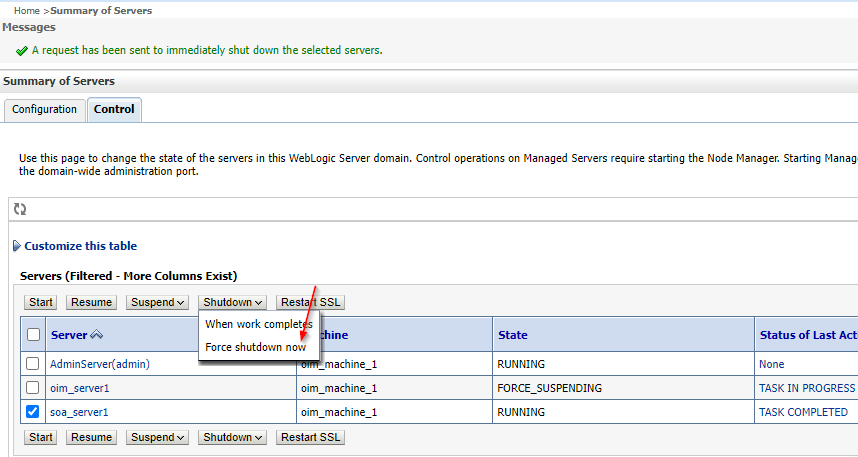 Home >Summary of Servers
Messages
A request has been sent to immediately shut down the selected servers.
Summary of Servers
Configuration Control
Use this page to change the state of the servers in this WebLogic Server domain. Control operations on Managed Servers require starting the Node Manager. Starting
the domain-wide administration port.
Customize this table
Servers (Filtered - More Columns Exist)
Start Resume Suspend Shutdown Restart SSL
When work completes
Force shutdown now
Server State Status of Last
AdminServer(admin) oim_machine_1 RUNNING None
oim_server1 oim_machine_1 FORCE_SUSPENDING TASK IN PROGRESS
soa_server1 oim_machine_1 RUNNING TASK COMPLETED
Start Resume Suspend Shutdown Restart SSL